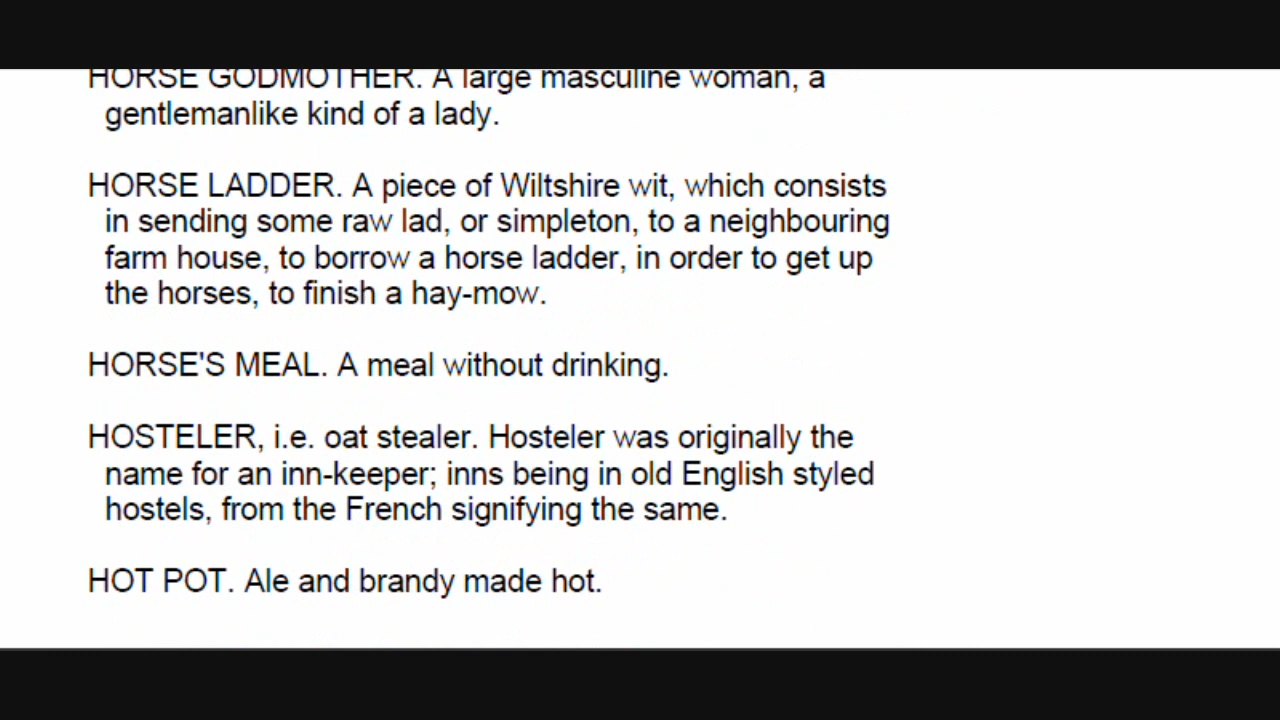 HORSE GODMOTHER. A large masculine woman, a
gentlemanlike kind of a lady.
HORSE LADDER. A piece of Wiltshire wit, which consists
in sending some raw lad, or simpleton, to a neighbouring
farm house, to borrow a horse ladder, in order to get up
the horses, to finish a hay-mow.
HORSE'S MEAL. A meal without drinking.
HOSTELER, i.e. oat stealer. Hosteler was originally the
name for an inn-keeper; inns being in old English styled
hostels, from the French signifying the same.
HOT POT. Ale and brandy made hot.